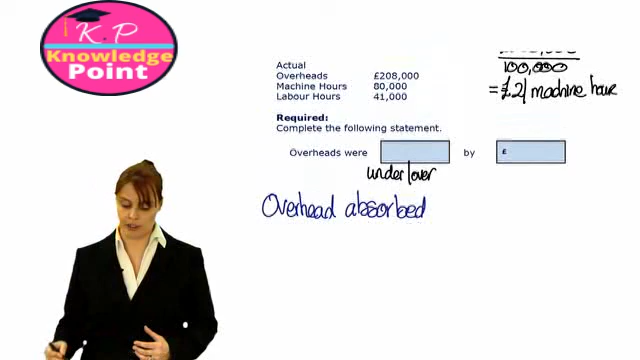 K.P
Knowledge
Point
100,000
= £2/ machine hour
Actual
Overheads £208,000
Machine Hours 80,000
Labour Hours 41,000
Required:
Complete the following statement.
Overheads were by £
under/over
Overhead absorbed